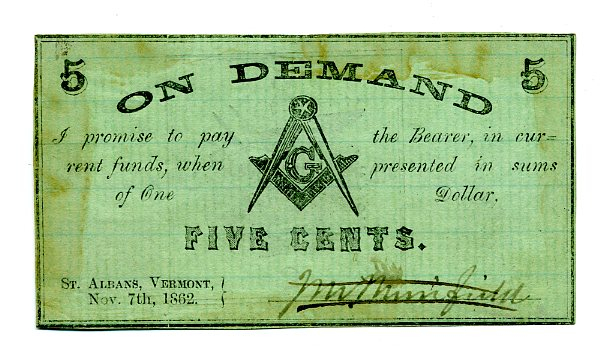 5 ON DEMAND 5
I promise to pay the Bearer, in cur=
rent funds, when G presented in sums
of One Dollar,
FIVE CENTS.
ST. ALBANS, VERMONT,
Nov. 7th, 1862.